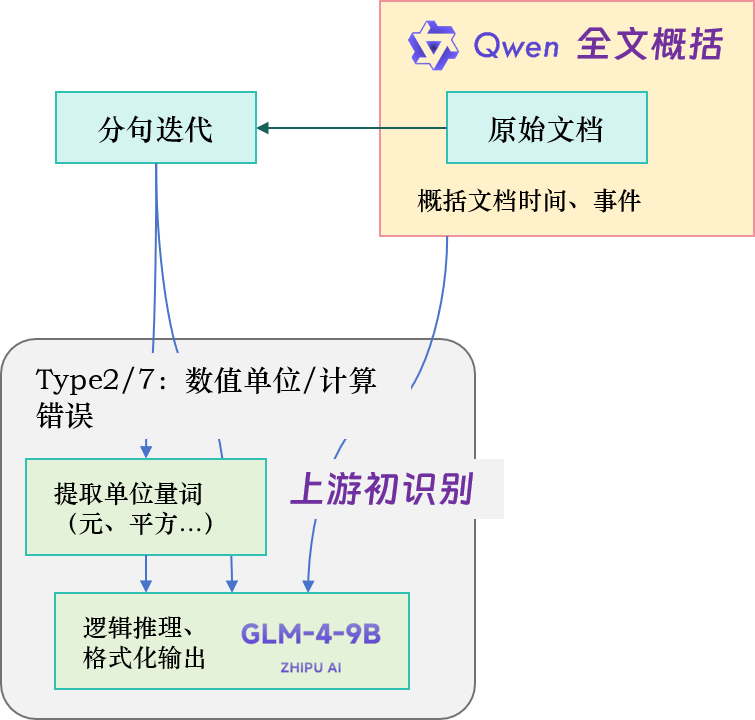 Qwen 全文概括
分句迭代
原始文档
概括文档时间、事件
Type2/7：数值单位/计算
错误
提取单位量词
（元、平方…）
上游初识别
逻辑推理、
格式化输出
GLM-4-9B
ZHIPU AI